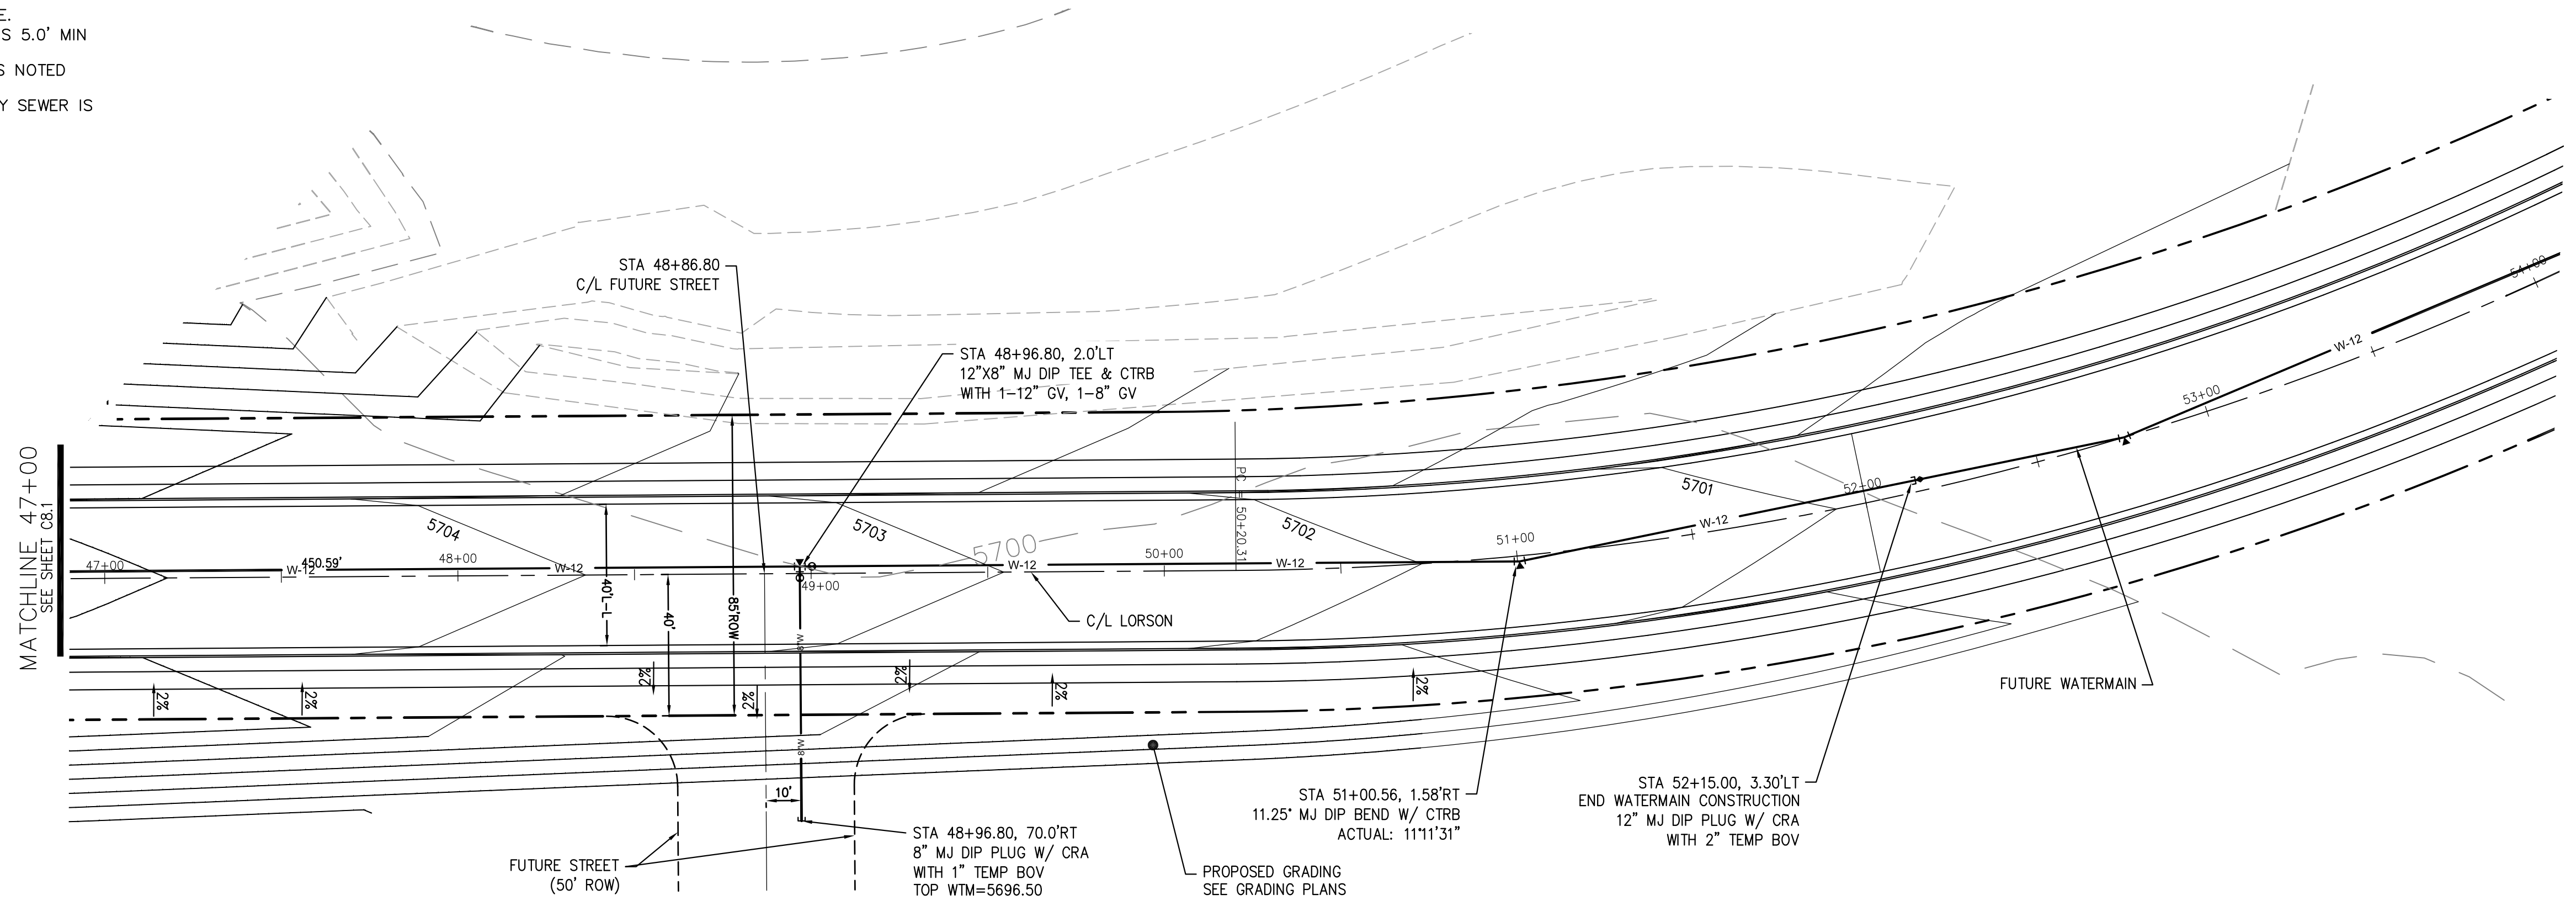 E.
S 5.0' MIN
S NOTED
Y SEWER IS
STA 48+86.80
C/L FUTURE STREET
STA 48+96.80, 2.0'LT
12"X8" MJ DIP TEE & CTRB
WITH 1-12" GV, 1-8" GV
MATCHLINE 47+00
SEE SHEET C8.1
47+00
W-12
450.59'
48+00
5704
W-12
40'L-L
40'
85'ROW
5703
49+00
5700
W-12
C/L LORSON
PC = 50+20.31
50+00
5702
W-12
51+00
W-12
5701
52+00
53+00
W-12
54+00
W-8
W-8
2%
2%
2%
2%
2%
2%
2%
10'
FUTURE STREET
(50' ROW)
STA 48+96.80, 70.0'RT
8" MJ DIP PLUG W/ CRA
WITH 1" TEMP BOV
TOP WTM=5696.50
PROPOSED GRADING
SEE GRADING PLANS
STA 51+00.56, 1.58'RT
11.25° MJ DIP BEND W/ CTRB
ACTUAL: 11°11'31"
STA 52+15.00, 3.30'LT
END WATERMAIN CONSTRUCTION
12" MJ DIP PLUG W/ CRA
WITH 2" TEMP BOV
FUTURE WATERMAIN